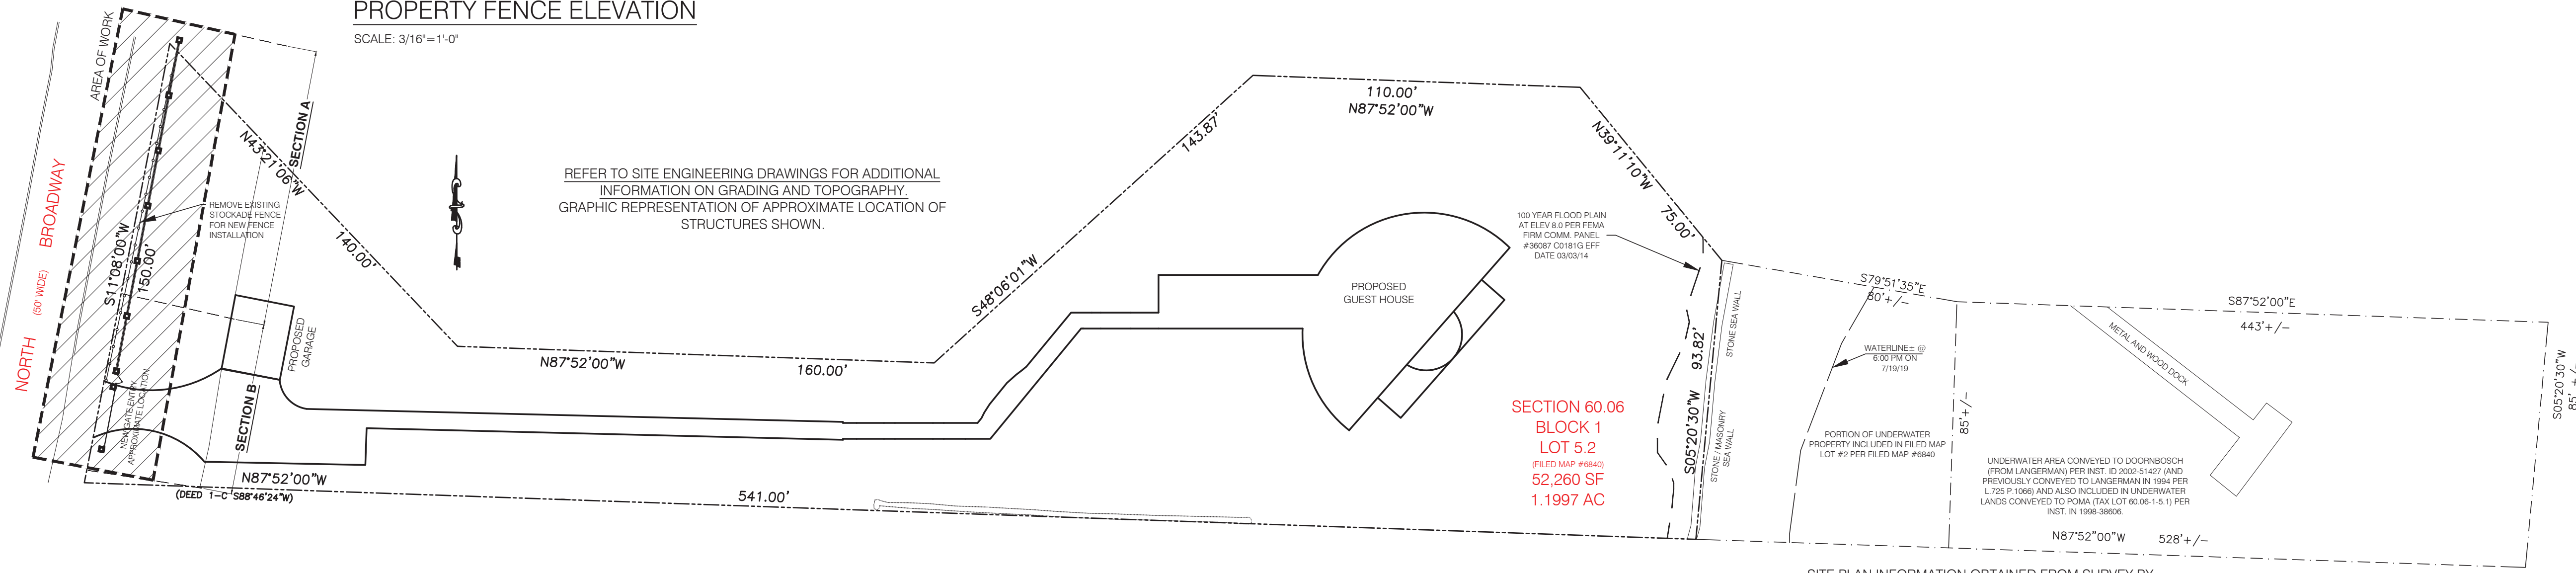 PROPERTY FENCE ELEVATION
SCALE: 3/16"=1'-0"
AREA OF WORK
SECTION A
N43°21'06"W
140.00'
NORTH (50' WIDE) BROADWAY
S11°08'00"W
150.00'
REMOVE EXISTING
STOCKADE FENCE
FOR NEW FENCE
INSTALLATION
PROPOSED
GARAGE
NEW GATE ENTRY
APPROXIMATE LOCATION
SECTION B
N87°52'00"W
(DEED 1-C S88°46'24"W)
541.00'
REFER TO SITE ENGINEERING DRAWINGS FOR ADDITIONAL
INFORMATION ON GRADING AND TOPOGRAPHY.
GRAPHIC REPRESENTATION OF APPROXIMATE LOCATION OF
STRUCTURES SHOWN.
N87°52'00"W
160.00'
S48°06'01"W
143.87'
110.00'
N87°52'00"W
N39°11'10"W
75.00'
PROPOSED
GUEST HOUSE
100 YEAR FLOOD PLAIN
AT ELEV 8.0 PER FEMA
FIRM COMM. PANEL
#36087 C0181G EFF
DATE 03/03/14
SECTION 60.06
BLOCK 1
LOT 5.2
(FILED MAP #6840)
52,260 SF
1.1997 AC
S05°20'30"W 93.82'
STONE SEA WALL
STONE / MASONRY
SEA WALL
S79°51'35"E
80'+/-
WATERLINE± @
6:00 PM ON
7/19/19
85'+/-
PORTION OF UNDERWATER
PROPERTY INCLUDED IN FILED MAP
LOT #2 PER FILED MAP #6840
METAL AND WOOD DOCK
S87°52'00"E
443'+/-
S05°20'30"W
85' +/-
UNDERWATER AREA CONVEYED TO DOORNBOSCH
(FROM LANGERMAN) PER INST. ID 2002-51427 (AND
PREVIOUSLY CONVEYED TO LANGERMAN IN 1994 PER
L.725 P.1066) AND ALSO INCLUDED IN UNDERWATER
LANDS CONVEYED TO POMA (TAX LOT 60.06-1-5.1) PER
INST. IN 1998-38606.
N87°52"00"W 528'+/-
SITE PLAN INFORMATION OBTAINED FROM SURVEY BY